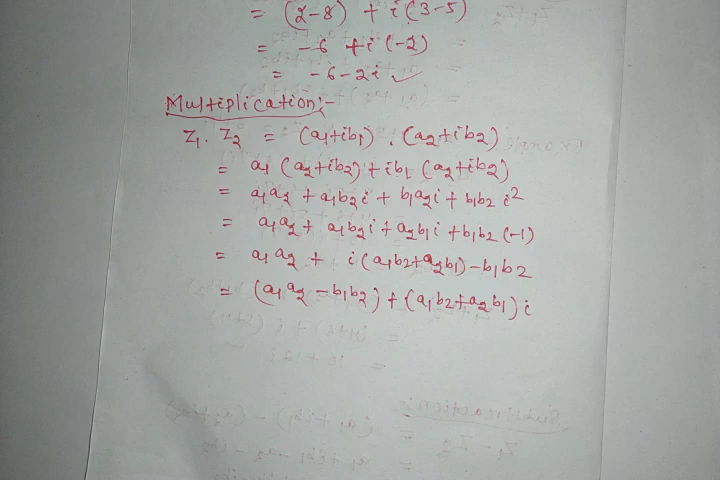 = (2-8) + i(3-5)
= -6 + i(-2)
= -6-2i ✓
Multiplication:-
Z₁. Z₂ = (a₁+ib₁) . (a₂+ib₂)
= a₁ (a₂+ib₂) + ib₁ (a₂+ib₂)
= a₁a₂ + a₁b₂i + b₁a₂i + b₁b₂ i²
= a₁a₂ + a₁b₂i + a₂b₁i + b₁b₂ (-1)
= a₁a₂ + i(a₁b₂+a₂b₁)-b₁b₂
= (a₁a₂-b₁b₂)+(a₁b₂+a₂b₁)i